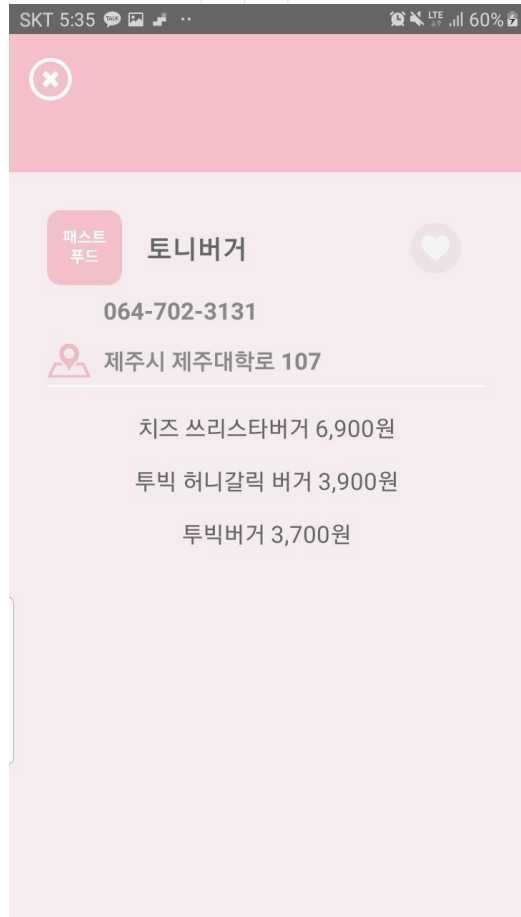 SKT 5:35
LTE 60%
패스트
푸드
토니버거
064-702-3131
제주시 제주대학로 107
치즈 쓰리스타버거 6,900원
투빅 허니갈릭 버거 3,900원
투빅버거 3,700원